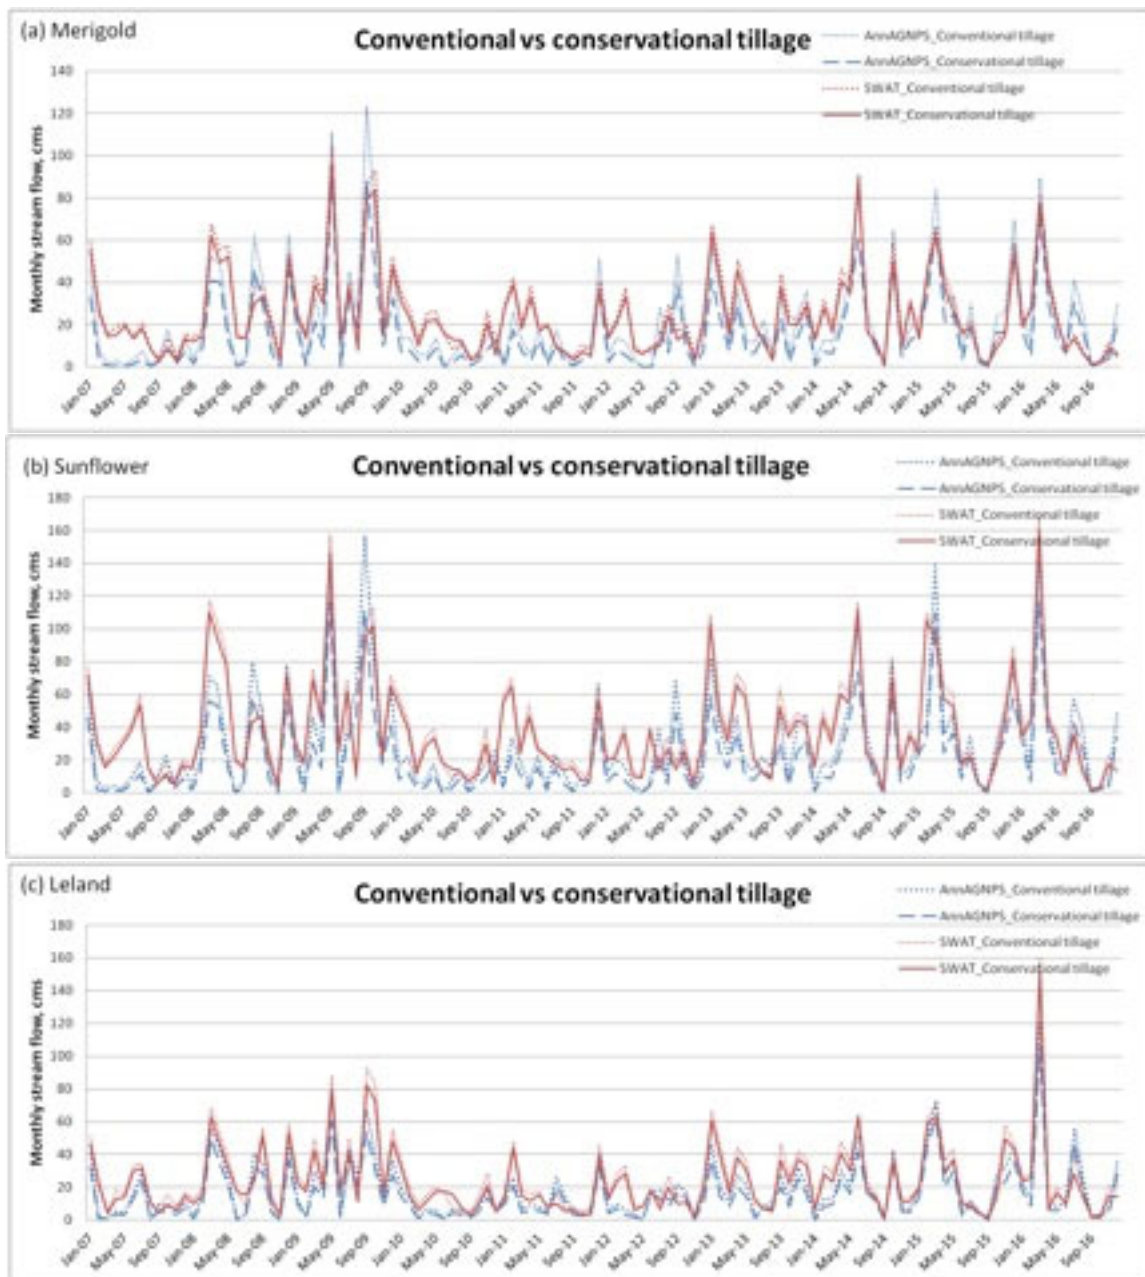 (a) Merigold
Conventional vs conservational tillage
AnnAGNPS_Conventional tillage
AnnAGNPS_Conservational tillage
SWAT_Conventional tillage
SWAT_Conservational tillage
Monthly stream flow, cms
140
120
100
80
60
40
20
0
Jan-07 May-07 Sep-07 Jan-08 May-08 Sep-08 Jan-09 May-09 Sep-09 Jan-10 May-10 Sep-10 Jan-11 May-11 Sep-11 Jan-12 May-12 Sep-12 Jan-13 May-13 Sep-13 Jan-14 May-14 Sep-14 Jan-15 May-15 Sep-15 Jan-16 May-16 Sep-16
(b) Sunflower
Conventional vs conservational tillage
AnnAGNPS_Conventional tillage
AnnAGNPS_Conservational tillage
SWAT_Conventional tillage
SWAT_Conservational tillage
Monthly stream flow, cms
180
160
140
120
100
80
60
40
20
0
Jan-07 May-07 Sep-07 Jan-08 May-08 Sep-08 Jan-09 May-09 Sep-09 Jan-10 May-10 Sep-10 Jan-11 May-11 Sep-11 Jan-12 May-12 Sep-12 Jan-13 May-13 Sep-13 Jan-14 May-14 Sep-14 Jan-15 May-15 Sep-15 Jan-16 May-16 Sep-16
(c) Leland
Conventional vs conservational tillage
AnnAGNPS_Conventional tillage
AnnAGNPS_Conservational tillage
SWAT_Conventional tillage
SWAT_Conservational tillage
Monthly stream flow, cms
180
160
140
120
100
80
60
40
20
0
Jan-07 May-07 Sep-07 Jan-08 May-08 Sep-08 Jan-09 May-09 Sep-09 Jan-10 May-10 Sep-10 Jan-11 May-11 Sep-11 Jan-12 May-12 Sep-12 Jan-13 May-13 Sep-13 Jan-14 May-14 Sep-14 Jan-15 May-15 Sep-15 Jan-16 May-16 Sep-16